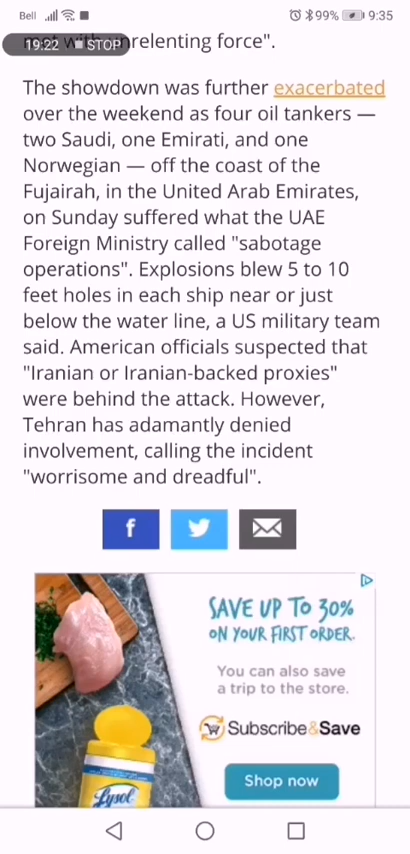 Bell 99% 9:35
19:22 STOP
met with unrelenting force".
The showdown was further exacerbated
over the weekend as four oil tankers —
two Saudi, one Emirati, and one
Norwegian — off the coast of the
Fujairah, in the United Arab Emirates,
on Sunday suffered what the UAE
Foreign Ministry called "sabotage
operations". Explosions blew 5 to 10
feet holes in each ship near or just
below the water line, a US military team
said. American officials suspected that
"Iranian or Iranian-backed proxies"
were behind the attack. However,
Tehran has adamantly denied
involvement, calling the incident
"worrisome and dreadful".
f
SAVE UP TO 30%
ON YOUR FIRST ORDER.
You can also save
a trip to the store.
Subscribe&Save
Shop now
Lysol